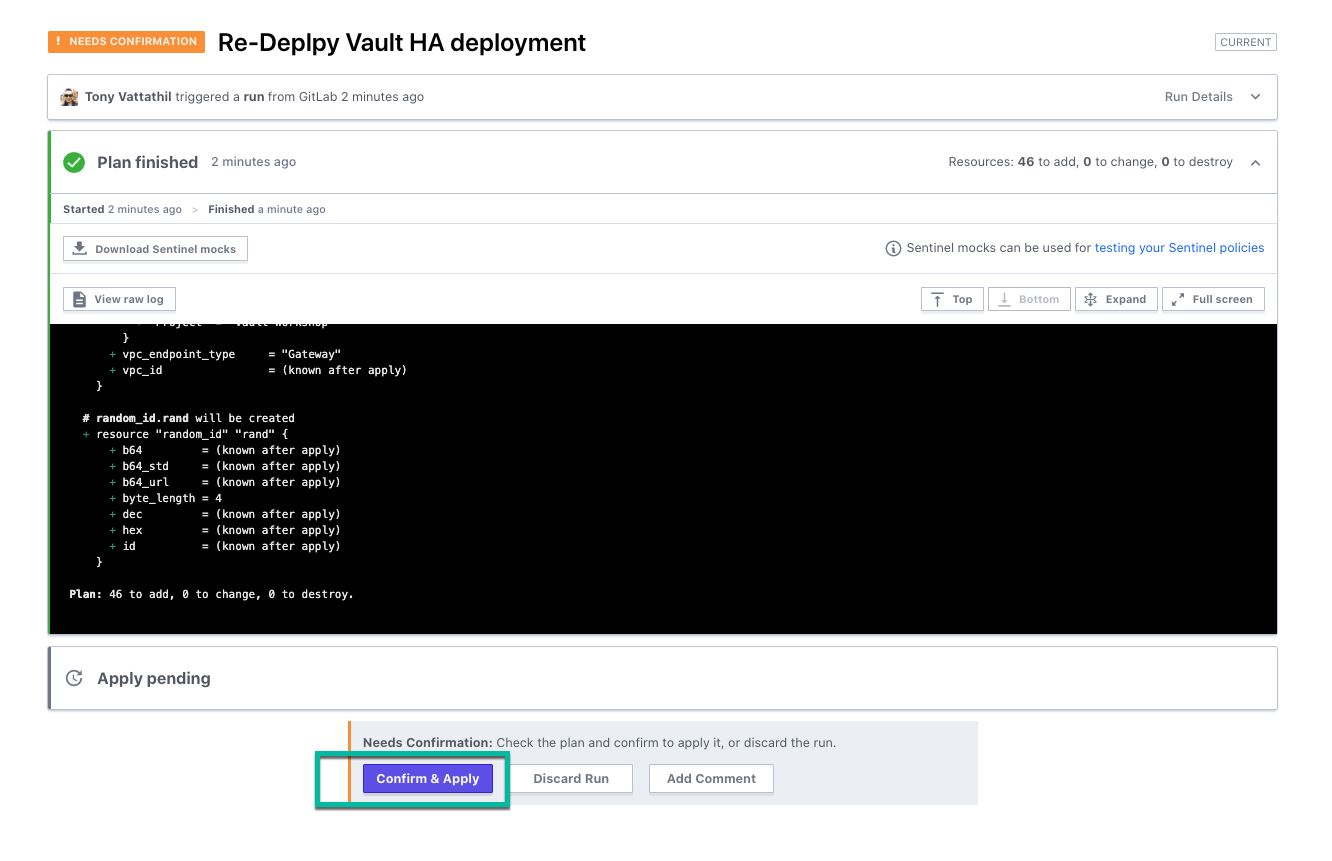 ! NEEDS CONFIRMATION Re-Deplpy Vault HA deployment CURRENT
Tony Vattathil triggered a run from GitLab 2 minutes ago Run Details
Plan finished 2 minutes ago Resources: 46 to add, 0 to change, 0 to destroy
Started 2 minutes ago > Finished a minute ago
Download Sentinel mocks Sentinel mocks can be used for testing your Sentinel policies
View raw log Top Bottom Expand Full screen
+ "Project" = "Vault Workshop"
}
+ vpc_endpoint_type = "Gateway"
+ vpc_id = (known after apply)
}
# random_id.rand will be created
+ resource "random_id" "rand" {
+ b64 = (known after apply)
+ b64_std = (known after apply)
+ b64_url = (known after apply)
+ byte_length = 4
+ dec = (known after apply)
+ hex = (known after apply)
+ id = (known after apply)
}
Plan: 46 to add, 0 to change, 0 to destroy.
Apply pending
Needs Confirmation: Check the plan and confirm to apply it, or discard the run.
Confirm & Apply Discard Run Add Comment